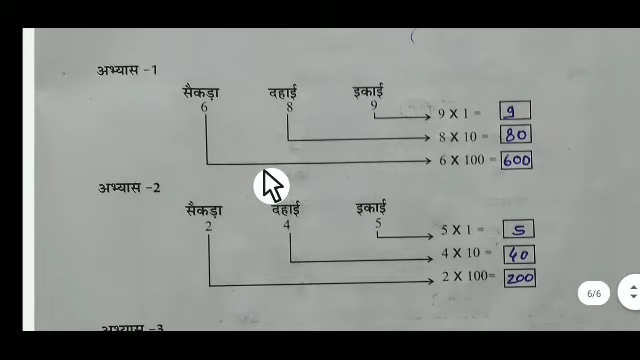 अभ्यास -1
सैकड़ा दहाई इकाई
6 8 9
9 X 1 = 9
8 X 10 = 80
6 X 100 = 600
अभ्यास -2
सैकड़ा दहाई इकाई
2 4 5
5 X 1 = 5
4 X 10 = 40
2 X 100= 200
6/6
अभ्यास -3